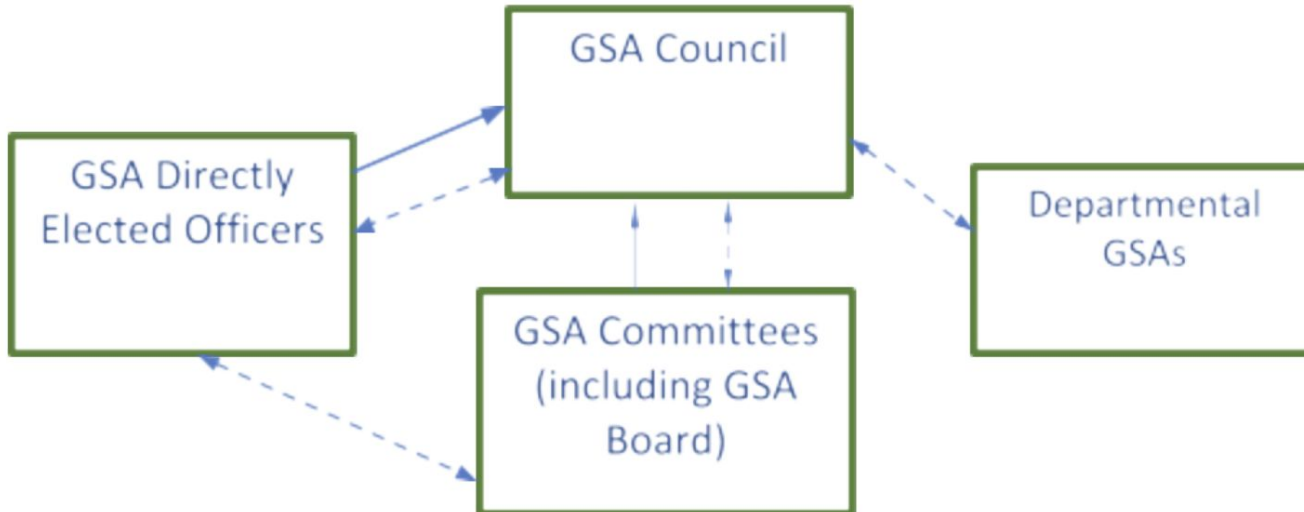 GSA Council
GSA Directly
Elected Officers
Departmental
GSAs
GSA Committees
(including GSA
Board)